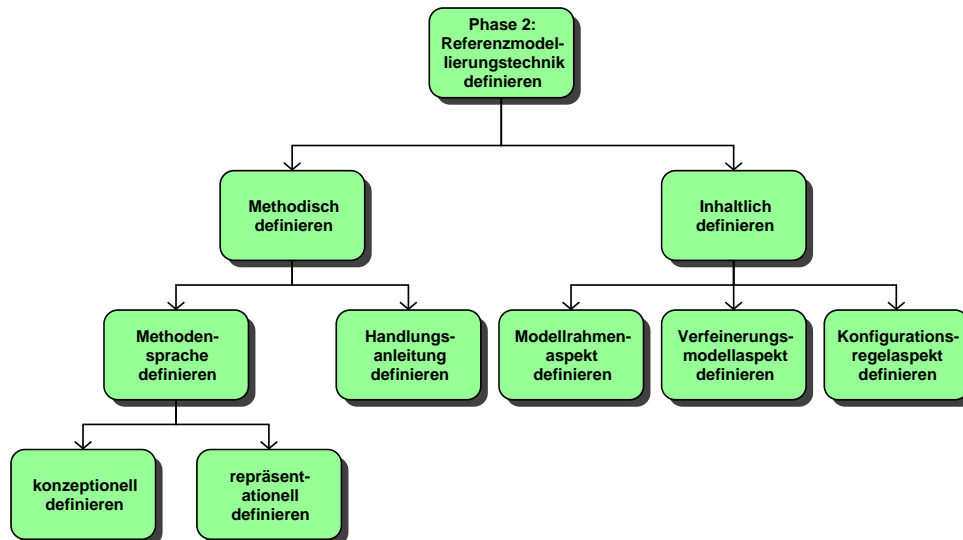 Phase 2:
Referenzmodel-
lierungstechnik
definieren
Methodisch
definieren
Inhaltlich
definieren
Methoden-
sprache
definieren
Handlungs-
anleitung
definieren
Modellrahmen-
aspekt
definieren
Verfeinerungs-
modellaspekt
definieren
Konfigurations-
regelaspekt
definieren
konzeptionell
definieren
repräsent-
ationell
definieren